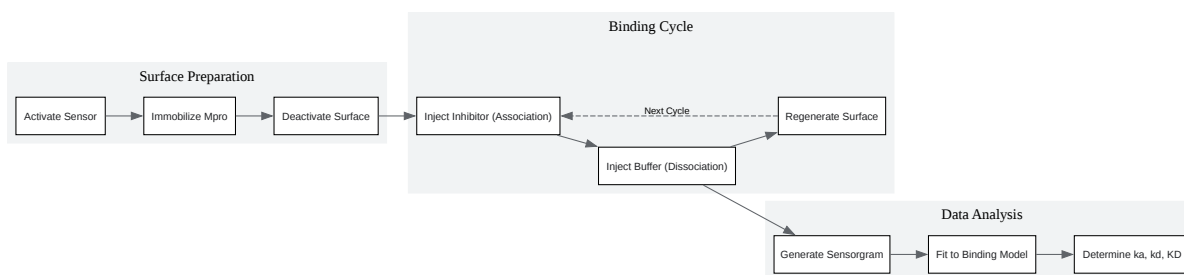 Binding Cycle
Surface Preparation
Activate Sensor
Immobilize Mpro
Deactivate Surface
Inject Inhibitor (Association)
Next Cycle
Regenerate Surface
Inject Buffer (Dissociation)
Data Analysis
Generate Sensorgram
Fit to Binding Model
Determine ka, kd, KD